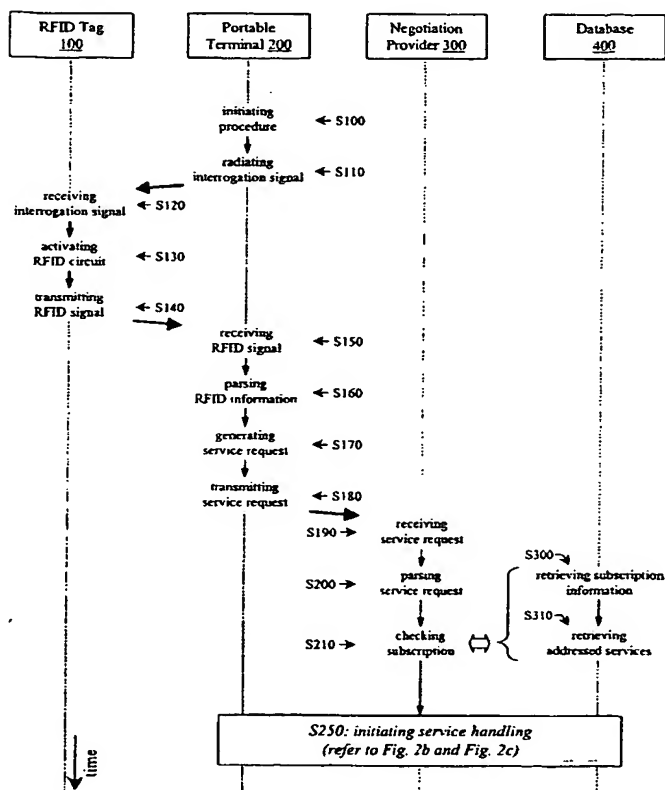 RFID Tag
100
Portable
Terminal 200
Negotiation
Provider 300
Database
400
initiating
procedure
S100
radiating
interrogation signal
S110
receiving
interrogation signal
S120
activating
RFID circuit
S130
transmitting
RFID signal
S140
receiving
RFID signal
S150
parsing
RFID information
S160
generating
service request
S170
transmitting
service request
S180
S190
receiving
service request
S300
S200
parsing
service request
retrieving subscription
information
S310
S210
checking
subscription
retrieving
addressed services
S250: initiating service handling
(refer to Fig. 2b and Fig. 2c)
time